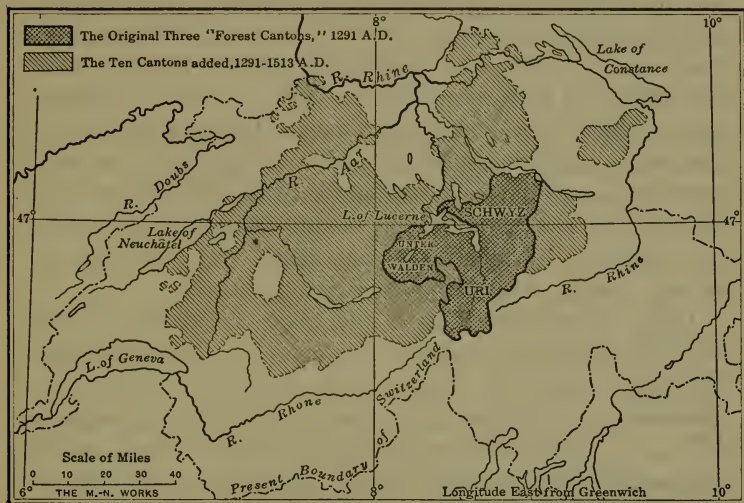 8° 10°
The Original Three "Forest Cantons," 1291 A.D.
The Ten Cantons added, 1291-1513 A.D.
Lake of
Constance
R. Rhine
R. Doubs
R. Aar
47°
L. of Lucerne
SCHWYZ
47°
Lake of
Neuchâtel
UNTER
WALDEN
URI
R. Rhine
L. of Geneva
R. Rhone
Present Boundary of Switzerland
Scale of Miles
0 10 20 30 40
THE M.-N. WORKS
6° 8° 10°
Longitude East from Greenwich